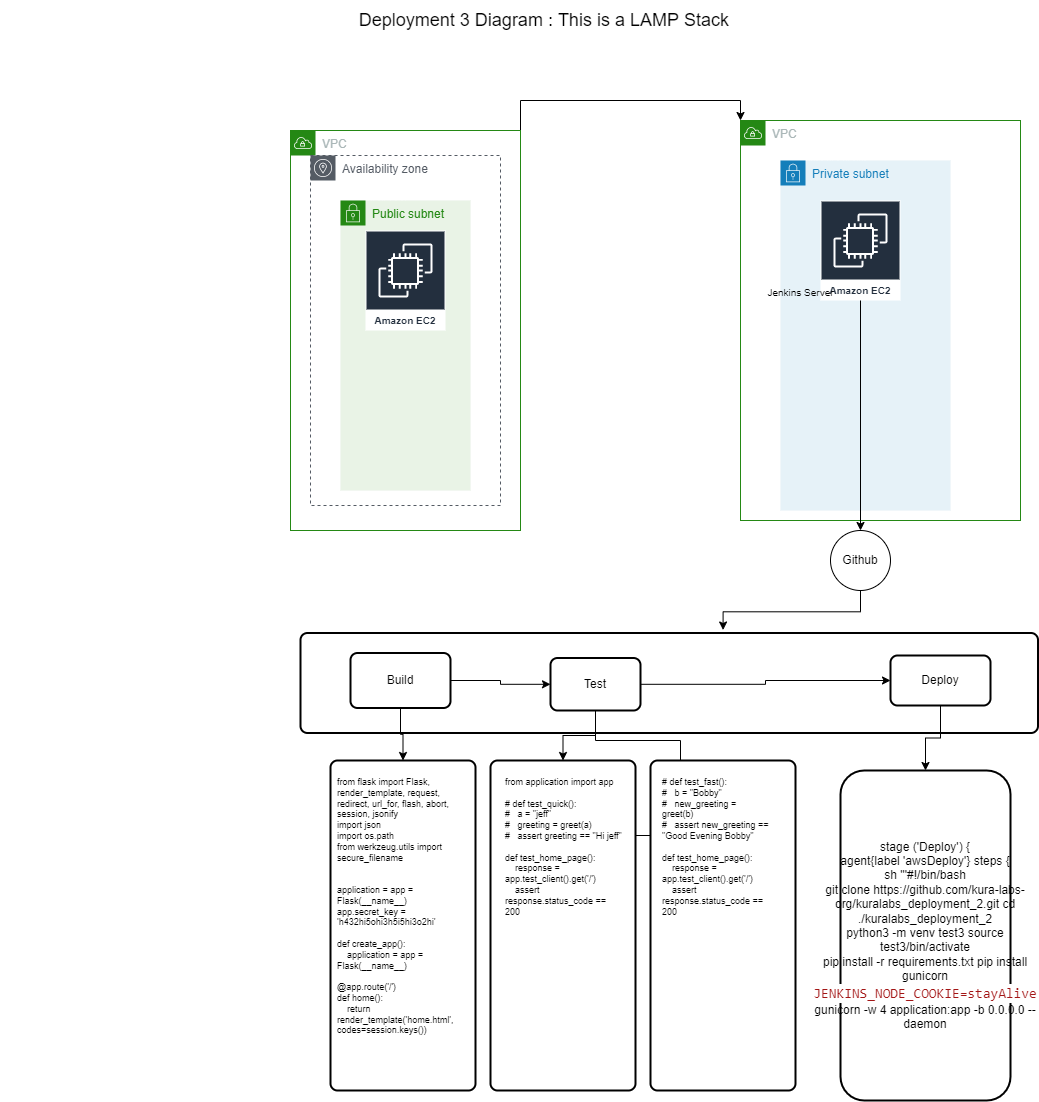 Deployment 3 Diagram : This is a LAMP Stack
VPC
Availability zone
Public subnet
Amazon EC2
VPC
Private subnet
Jenkins Server
Amazon EC2
Github
Build
Test
Deploy
from flask import Flask,
render_template, request,
redirect, url_for, flash, abort,
session, jsonify
import json
import os.path
from werkzeug.utils import
secure_filename
application = app =
Flask(__name__)
app.secret_key =
'h432hi5ohi3h5i5hi3o2hi'
def create_app():
application = app =
Flask(__name__)
@app.route('/')
def home():
return
render_template('home.html',
codes=session.keys())
from application import app
# def test_quick():
#   a = "jeff"
#   greeting = greet(a)
#   assert greeting == "Hi jeff"
def test_home_page():
response =
app.test_client().get('/')
assert
response.status_code ==
200
# def test_fast():
#   b = "Bobby"
#   new_greeting =
greet(b)
#   assert new_greeting ==
"Good Evening Bobby"
def test_home_page():
response =
app.test_client().get('/')
assert
response.status_code ==
200
stage ('Deploy') {
agent{label 'awsDeploy'} steps {
sh '''#!/bin/bash
git clone https://github.com/kura-labs-
org/kuralabs_deployment_2.git cd
./kuralabs_deployment_2
python3 -m venv test3 source
test3/bin/activate
pip install -r requirements.txt pip install
gunicorn
JENKINS_NODE_COOKIE=stayAlive
gunicorn -w 4 application:app -b 0.0.0.0 --
daemon